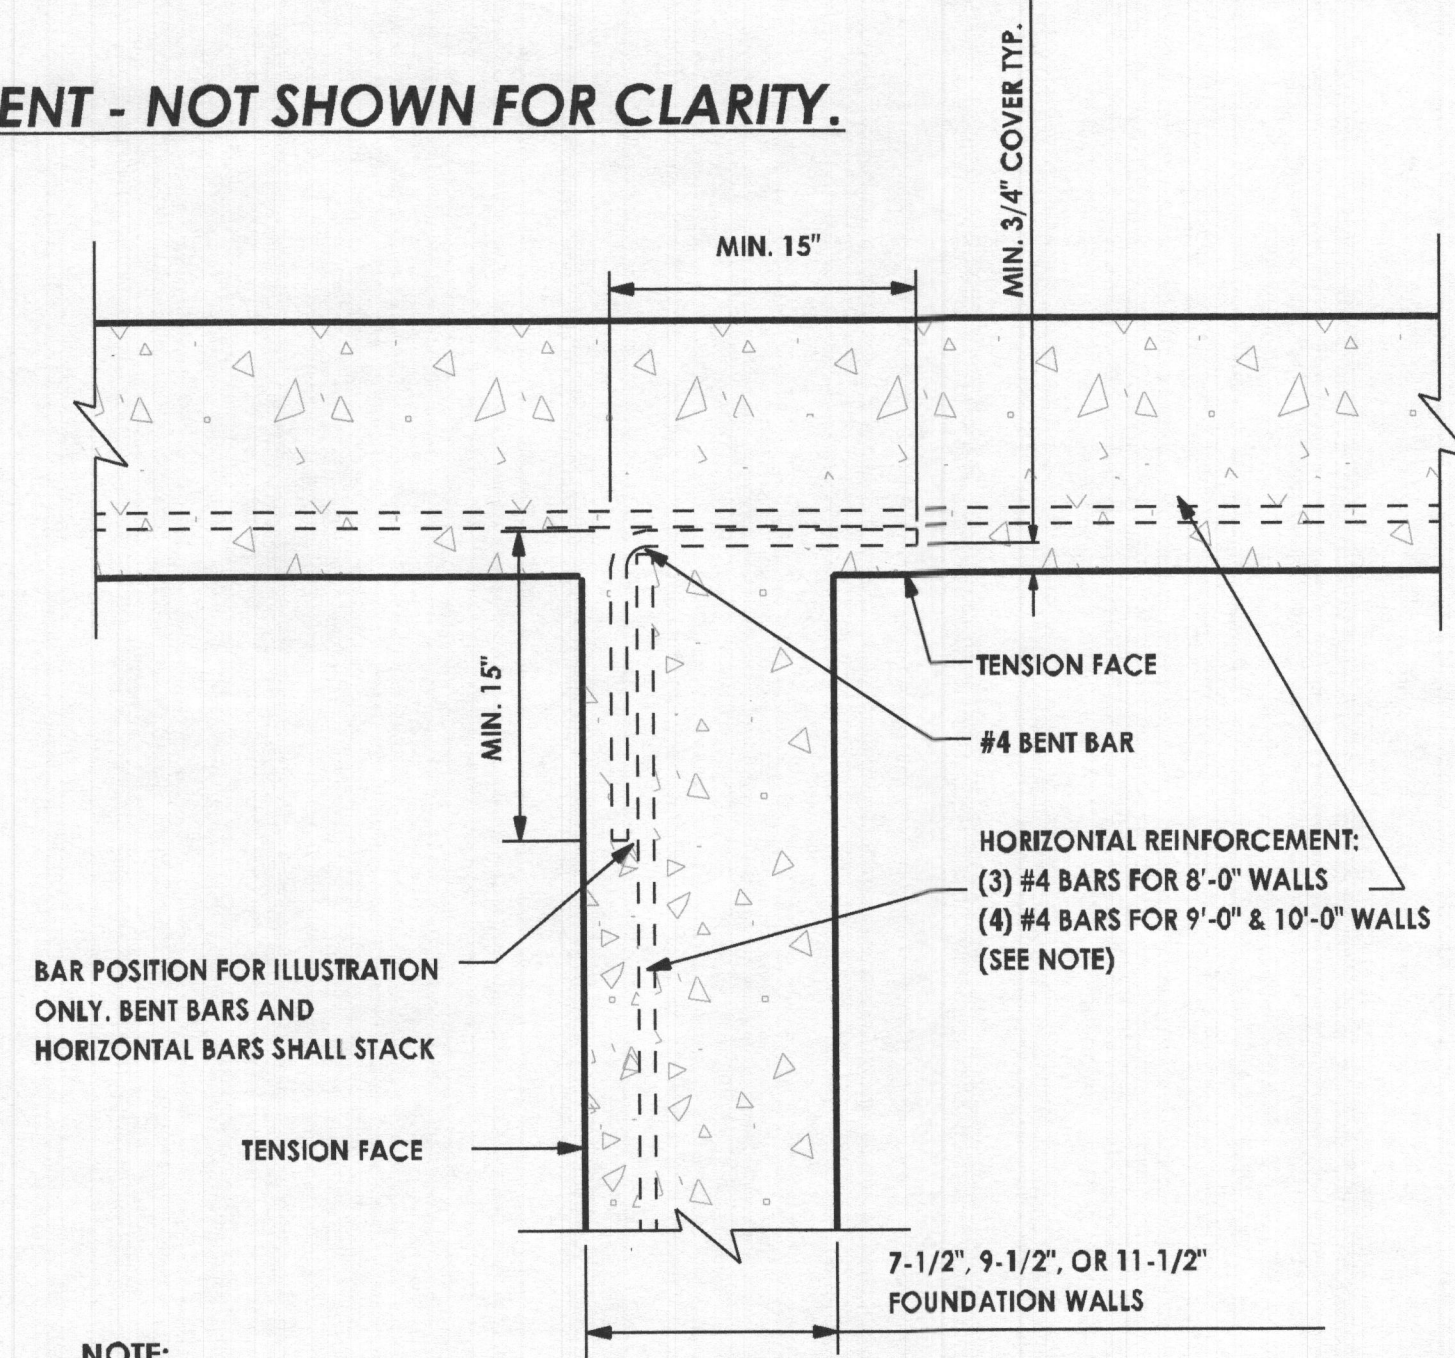 ENT - NOT SHOWN FOR CLARITY.
MIN. 3/4" COVER TYP.
MIN. 15"
TENSION FACE
MIN. 15"
#4 BENT BAR
HORIZONTAL REINFORCEMENT:
(3) #4 BARS FOR 8'-0" WALLS
(4) #4 BARS FOR 9'-0" & 10'-0" WALLS
(SEE NOTE)
BAR POSITION FOR ILLUSTRATION
ONLY. BENT BARS AND
HORIZONTAL BARS SHALL STACK
TENSION FACE
7-1/2", 9-1/2", OR 11-1/2"
FOUNDATION WALLS
NOTE: